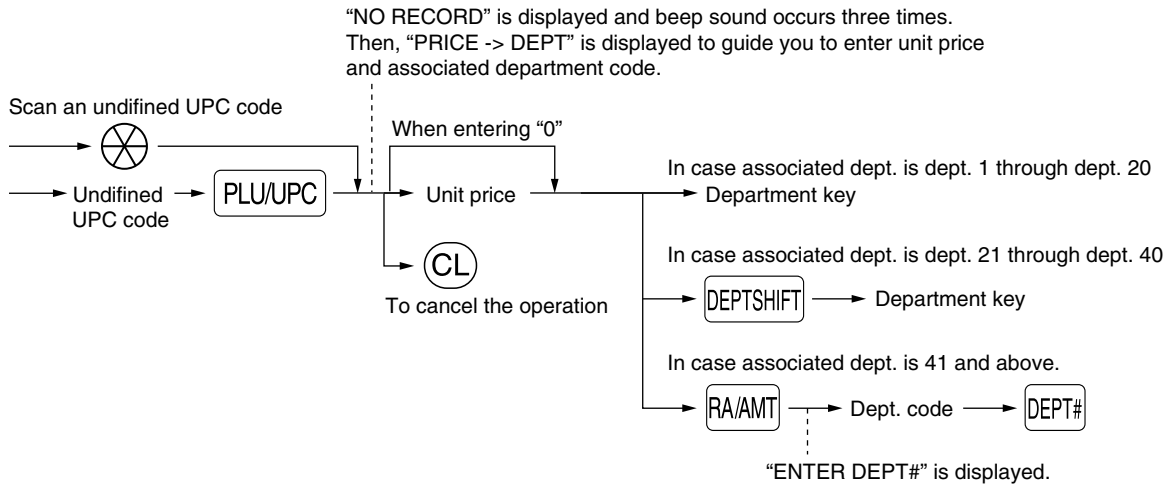 “NO RECORD” is displayed and beep sound occurs three times.
Then, “PRICE -> DEPT” is displayed to guide you to enter unit price
and associated department code.
Scan an undifined UPC code
When entering “0”
In case associated dept. is dept. 1 through dept. 20
Undifined
UPC code
PLU/UPC
Unit price
Department key
In case associated dept. is dept. 21 through dept. 40
CL
To cancel the operation
DEPTSHIFT
Department key
In case associated dept. is 41 and above.
RA/AMT
Dept. code
DEPT#
“ENTER DEPT#” is displayed.